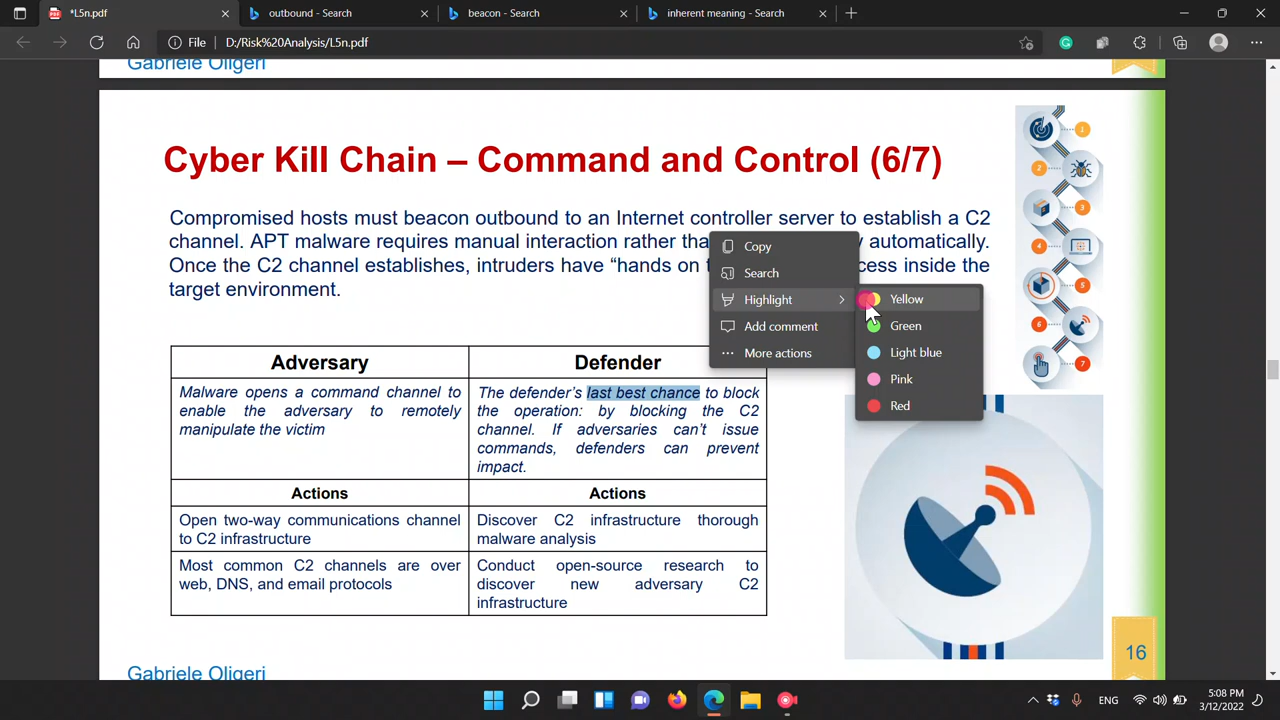 *L5n.pdf
outbound - Search
beacon - Search
inherent meaning - Search
File
D:/Risk%20Analysis/L5n.pdf
Gabriele Oligeri
Cyber Kill Chain – Command and Control (6/7)
Compromised hosts must beacon outbound to an Internet controller server to establish a C2
channel. APT malware requires manual interaction rather tha y automatically.
Once the C2 channel establishes, intruders have “hands on cess inside the
target environment.
Copy
Search
Highlight
Add comment
More actions
Yellow
Green
Light blue
Pink
Red
1
2
3
4
5
6
7
Adversary
Defender
Malware opens a command channel to
enable the adversary to remotely
manipulate the victim
The defender’s last best chance to block
the operation: by blocking the C2
channel. If adversaries can’t issue
commands, defenders can prevent
impact.
Actions
Actions
Open two-way communications channel
to C2 infrastructure
Discover C2 infrastructure thorough
malware analysis
Most common C2 channels are over
web, DNS, and email protocols
Conduct open-source research to
discover new adversary C2
infrastructure
16
Gabriele Oligeri
ENG
5:08 PM
3/12/2022